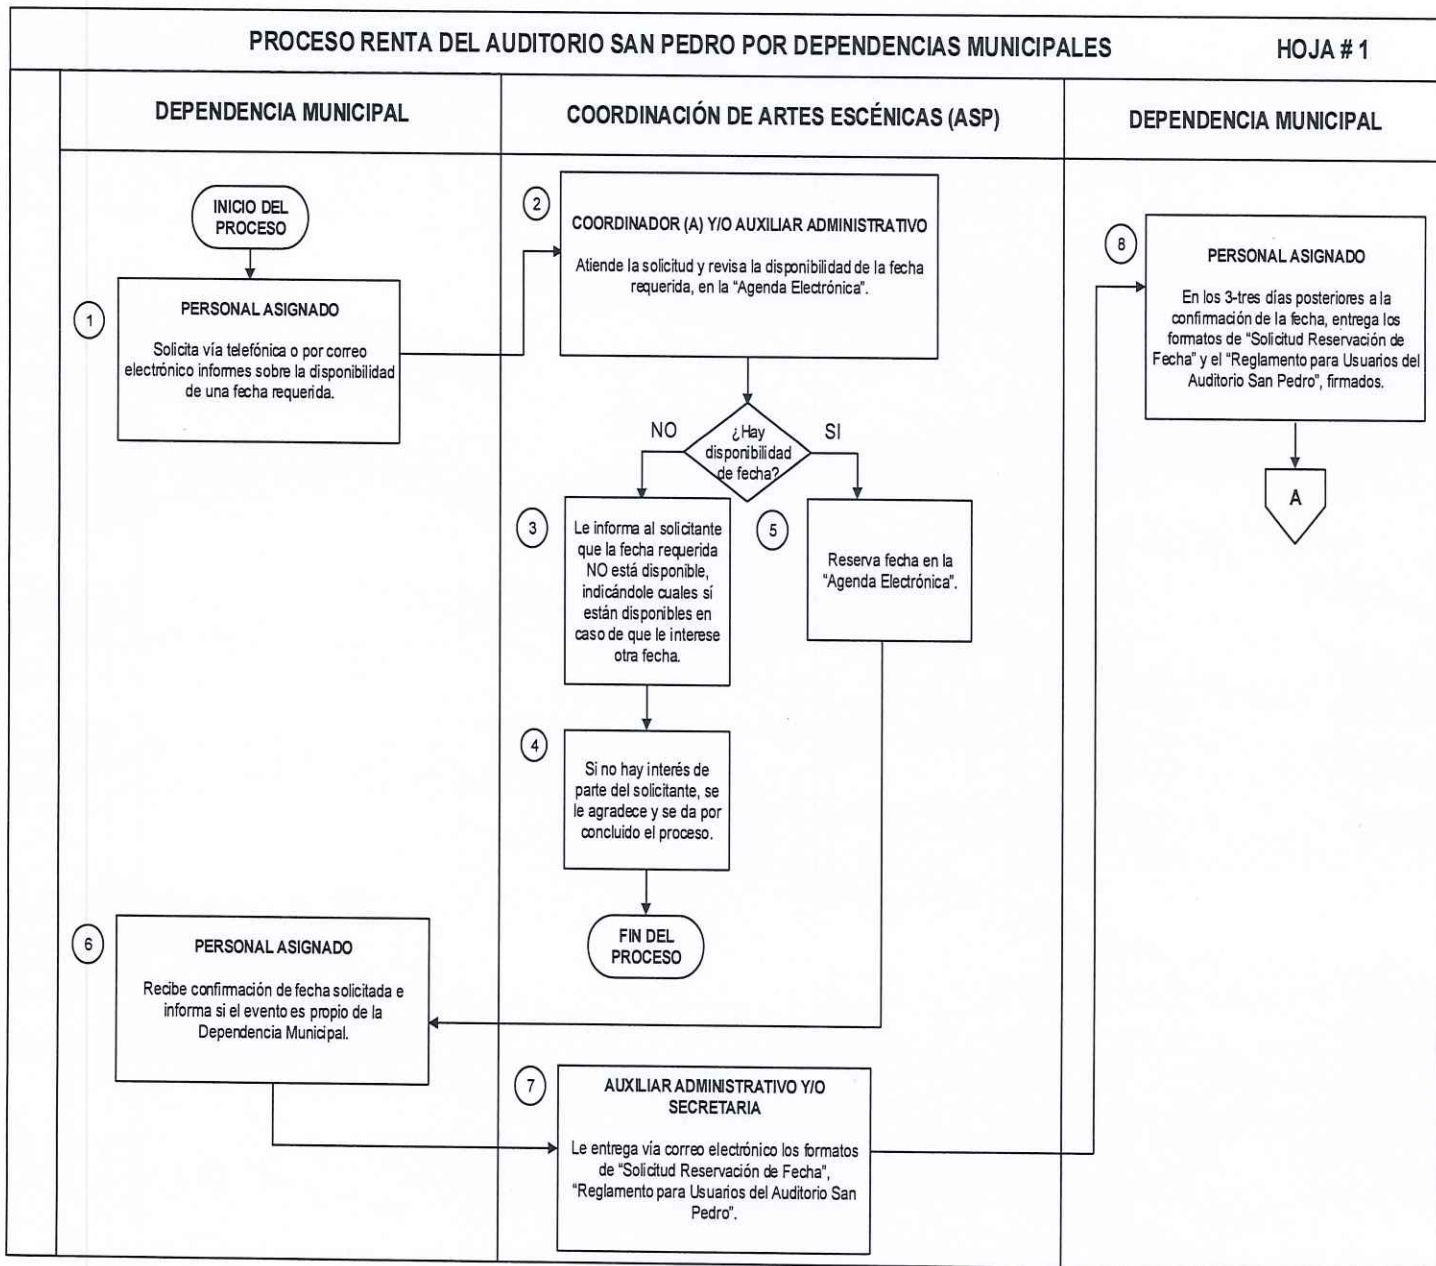 PROCESO RENTA DEL AUDITORIO SAN PEDRO POR DEPENDENCIAS MUNICIPALES HOJA # 1
DEPENDENCIA MUNICIPAL
COORDINACIÓN DE ARTES ESCÉNICAS (ASP)
DEPENDENCIA MUNICIPAL
INICIO DEL
PROCESO
1
PERSONAL ASIGNADO
Solicita vía telefónica o por correo
electrónico informes sobre la disponibilidad
de una fecha requerida.
2
COORDINADOR (A) Y/O AUXILIAR ADMINISTRATIVO
Atiende la solicitud y revisa la disponibilidad de la fecha
requerida, en la “Agenda Electrónica”.
¿Hay
disponibilidad
de fecha?
NO
SI
3
Le informa al solicitante
que la fecha requerida
NO está disponible,
indicándole cuales sí
están disponibles en
caso de que le interese
otra fecha.
4
Si no hay interés de
parte del solicitante, se
le agradece y se da por
concluido el proceso.
FIN DEL
PROCESO
5
Reserva fecha en la
“Agenda Electrónica”.
6
PERSONAL ASIGNADO
Recibe confirmación de fecha solicitada e
informa si el evento es propio de la
Dependencia Municipal.
7
AUXILIAR ADMINISTRATIVO Y/O
SECRETARIA
Le entrega vía correo electrónico los formatos
de “Solicitud Reservación de Fecha”,
“Reglamento para Usuarios del Auditorio San
Pedro”.
8
PERSONAL ASIGNADO
En los 3-tres días posteriores a la
confirmación de la fecha, entrega los
formatos de “Solicitud Reservación de
Fecha” y el “Reglamento para Usuarios del
Auditorio San Pedro”, firmados.
A